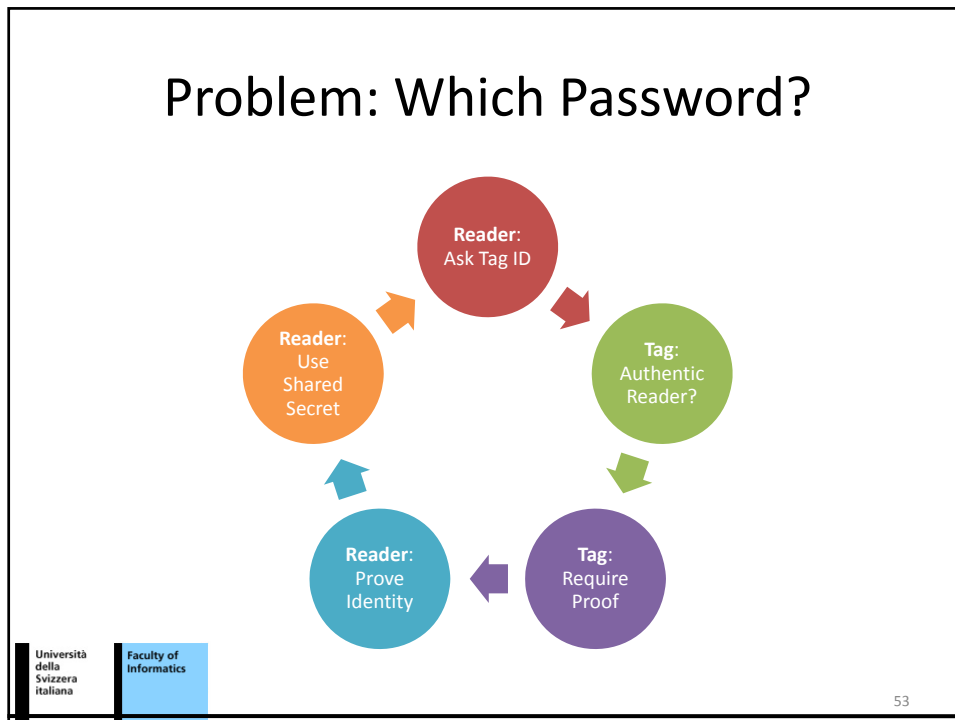 Problem: Which Password?
Reader:
Ask Tag ID
Tag:
Authentic
Reader?
Tag:
Require
Proof
Reader:
Prove
Identity
Reader:
Use
Shared
Secret
Università
della
Svizzera
italiana
Faculty of
Informatics
53